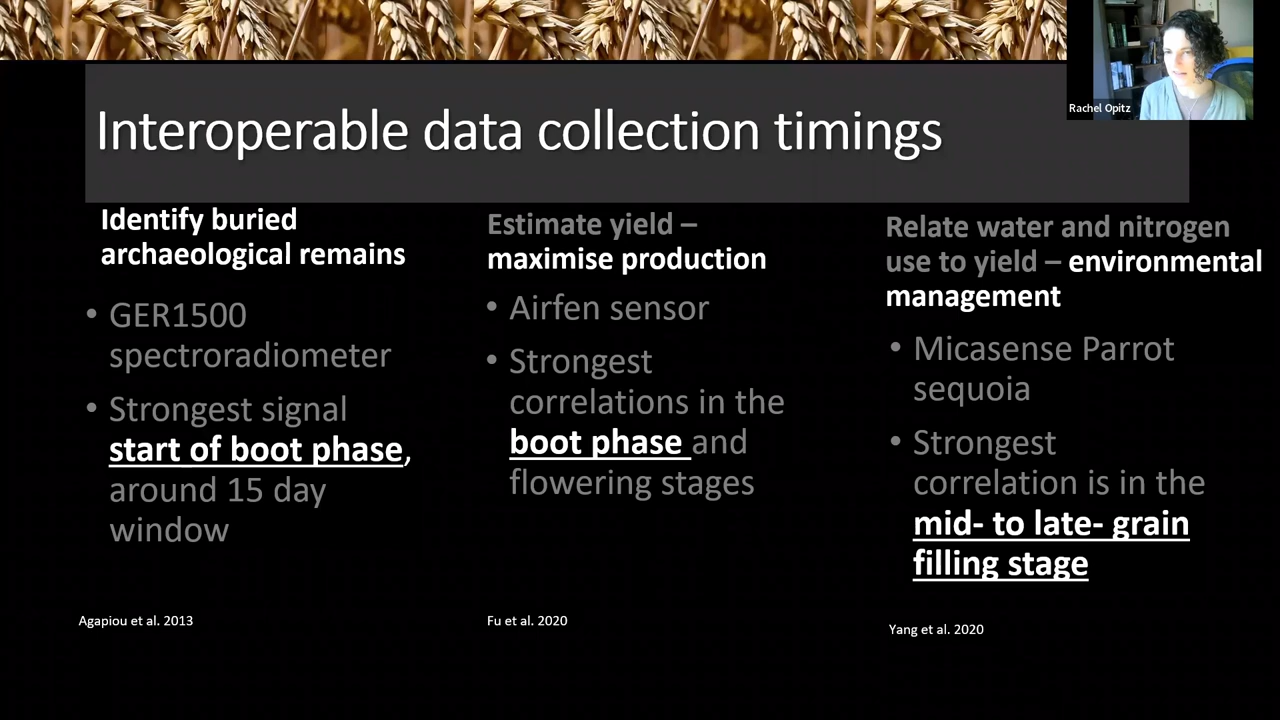 Rachel Opitz
Interoperable data collection timings
Identify buried
archaeological remains
• GER1500
spectroradiometer
• Strongest signal
start of boot phase,
around 15 day
window
Agapiou et al. 2013
Estimate yield –
maximise production
• Airfen sensor
• Strongest
correlations in the
boot phase and
flowering stages
Fu et al. 2020
Relate water and nitrogen
use to yield – environmental
management
• Micasense Parrot
sequoia
• Strongest
correlation is in the
mid- to late- grain
filling stage
Yang et al. 2020